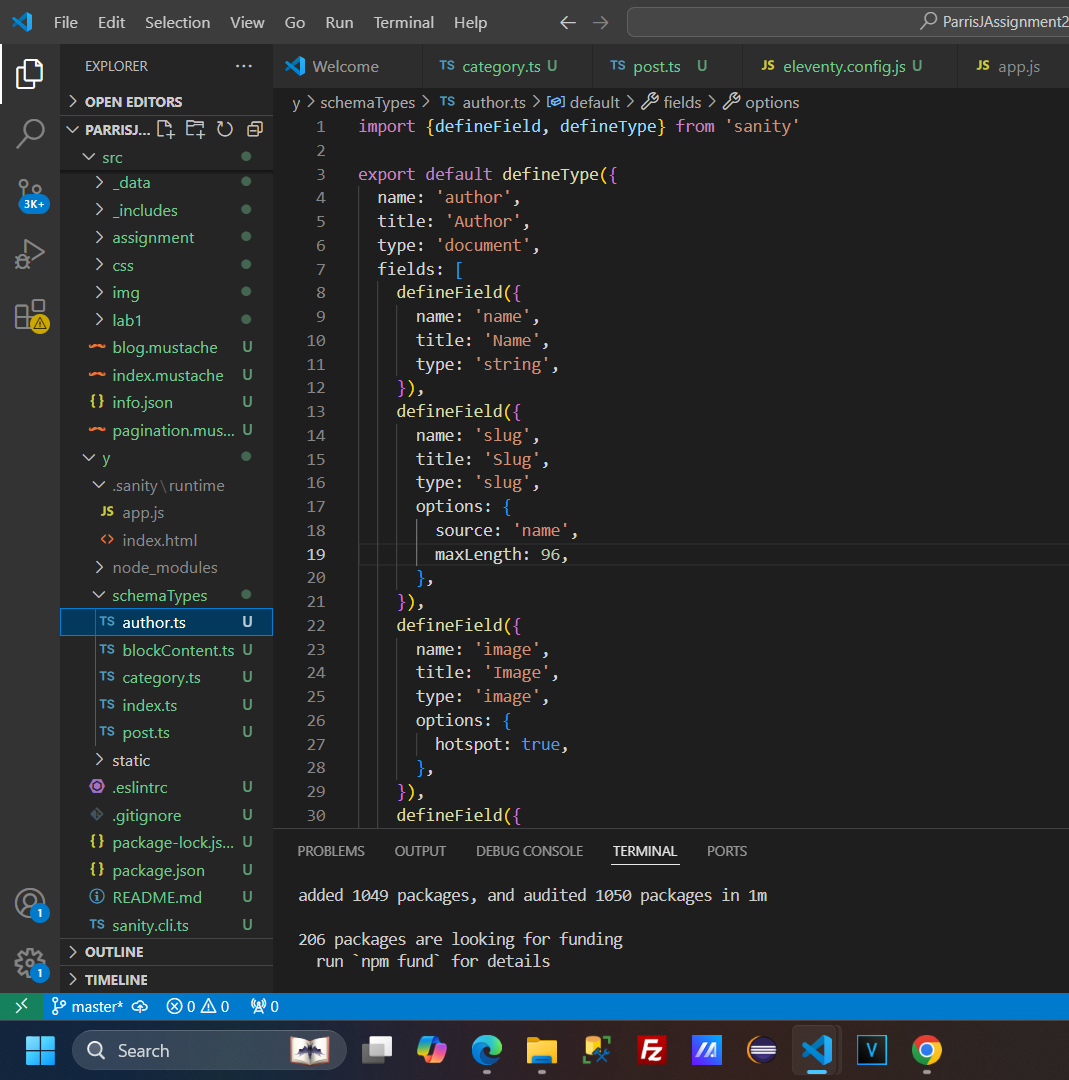 File Edit Selection View Go Run Terminal Help
ParrisJAssignment2
EXPLORER ···
Welcome
TS category.ts U
TS post.ts U
JS eleventy.config.js U
JS app.js
OPEN EDITORS
PARRISJ...
src
_data
_includes
assignment
css
img
lab1
blog.mustache U
index.mustache U
{} info.json U
pagination.mus... U
y
.sanity\runtime
JS app.js
<> index.html
node_modules
schemaTypes
TS author.ts U
TS blockContent.ts U
TS category.ts U
TS index.ts U
TS post.ts U
static
.eslintrc U
.gitignore U
{} package-lock.js... U
{} package.json U
README.md U
TS sanity.cli.ts U
OUTLINE
TIMELINE
3K+
1
1
y > schemaTypes > TS author.ts > default > fields > options
1 import {defineField, defineType} from 'sanity'
2
3 export default defineType({
4 name: 'author',
5 title: 'Author',
6 type: 'document',
7 fields: [
8 defineField({
9 name: 'name',
10 title: 'Name',
11 type: 'string',
12 }),
13 defineField({
14 name: 'slug',
15 title: 'Slug',
16 type: 'slug',
17 options: {
18 source: 'name',
19 maxLength: 96,
20 },
21 }),
22 defineField({
23 name: 'image',
24 title: 'Image',
25 type: 'image',
26 options: {
27 hotspot: true,
28 },
29 }),
30 defineField({
PROBLEMS OUTPUT DEBUG CONSOLE TERMINAL PORTS
added 1049 packages, and audited 1050 packages in 1m
206 packages are looking for funding
run `npm fund` for details
master* 0 0 0
Search
Fz
V